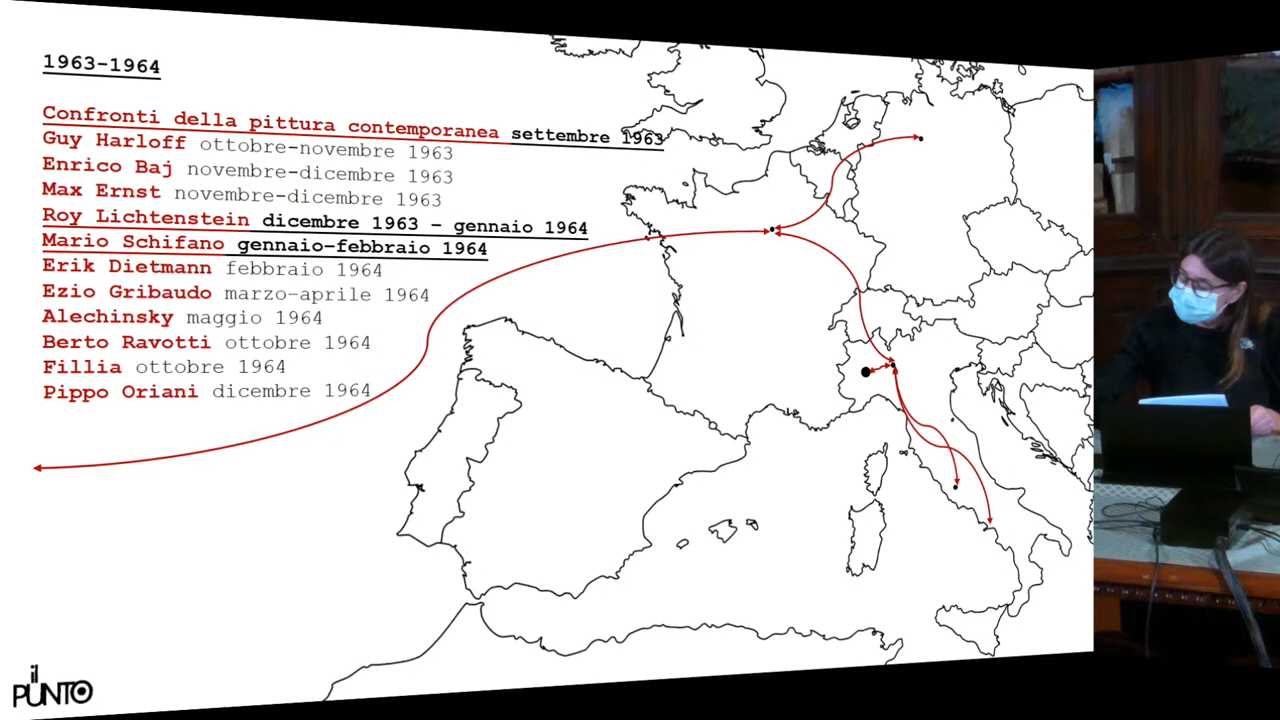 1963-1964
Confronti della pittura contemporanea settembre 1963
Guy Harloff ottobre-novembre 1963
Enrico Baj novembre-dicembre 1963
Max Ernst novembre-dicembre 1963
Roy Lichtenstein dicembre 1963 - gennaio 1964
Mario Schifano gennaio-febbraio 1964
Erik Dietmann febbraio 1964
Ezio Gribaudo marzo-aprile 1964
Alechinsky maggio 1964
Berto Ravotti ottobre 1964
Fillia ottobre 1964
Pippo Oriani dicembre 1964
il
PUNTO